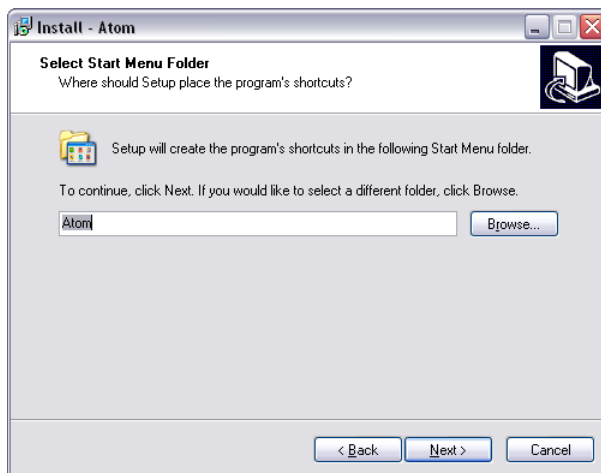 Install - Atom
Select Start Menu Folder
Where should Setup place the program's shortcuts?
Setup will create the program's shortcuts in the following Start Menu folder.
To continue, click Next. If you would like to select a different folder, click Browse.
Atom
Browse...
< Back
Next >
Cancel